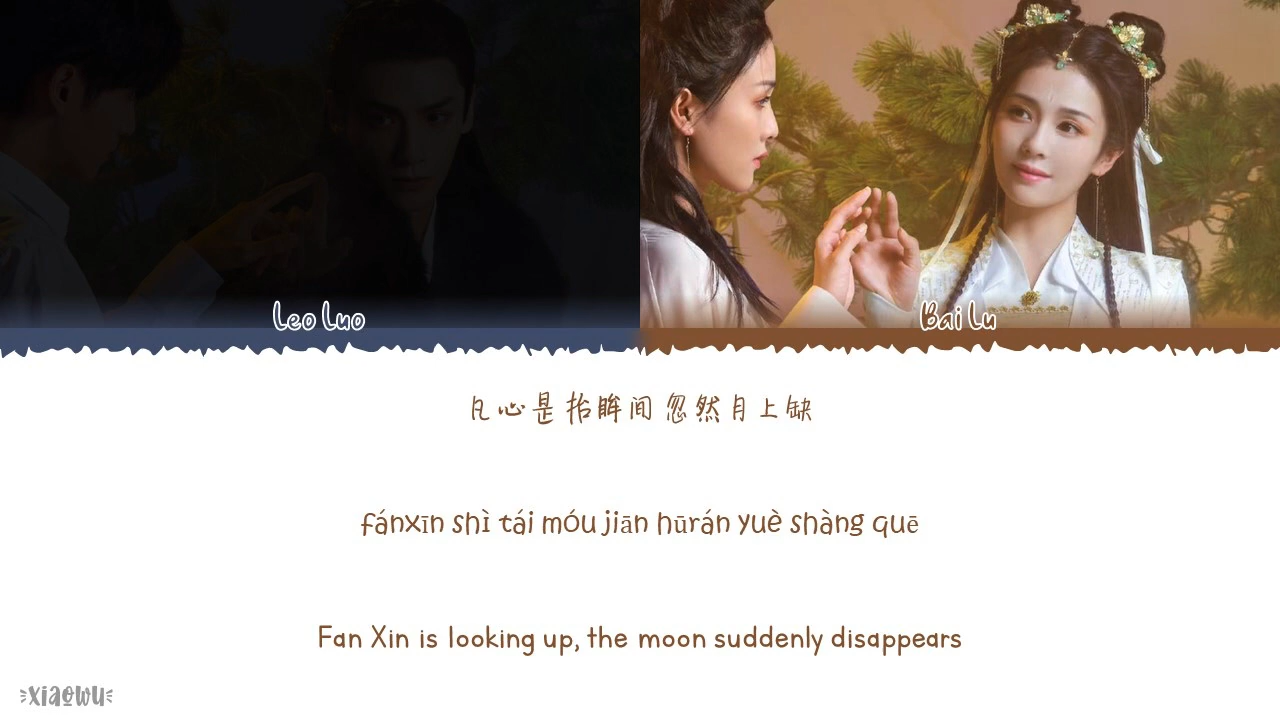 Leo Luo
Bai Lu
凡心是抬眸间 忽然月上缺
fánxīn shì tái móu jiān hūrán yuè shàng quē
Fan Xin is looking up, the moon suddenly disappears
xiaowu